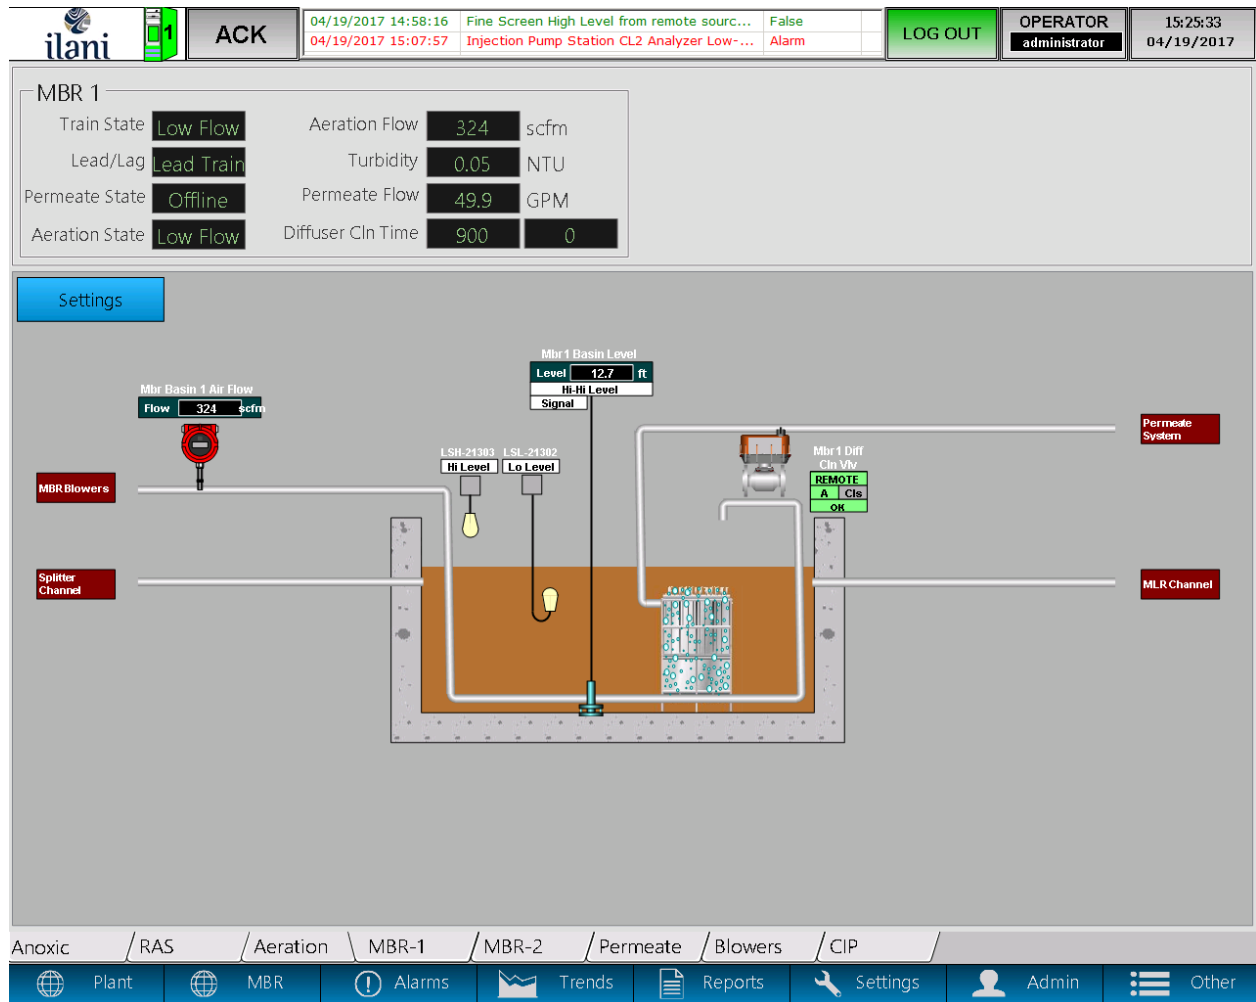 ilani
1
ACK
04/19/2017 14:58:16 Fine Screen High Level from remote sourc... False
04/19/2017 15:07:57 Injection Pump Station CL2 Analyzer Low-... Alarm
LOG OUT
OPERATOR
administrator
15:25:33
04/19/2017
MBR 1
Train State Low Flow Aeration Flow 324 scfm
Lead/Lag Lead Train Turbidity 0.05 NTU
Permeate State Offline Permeate Flow 49.9 GPM
Aeration State Low Flow Diffuser Cln Time 900 0
Settings
Mbr1 Basin Level
Level 12.7 ft
Hi-Hi Level
Signal
Mbr Basin 1 Air Flow
Flow 324 scfm
Permeate
System
LSH-21303 LSL-21302
Hi Level Lo Level
Mbr1 Diff
Cln Vlv
REMOTE
A Cls
OK
MBR Blowers
Splitter
Channel
MLR Channel
Anoxic RAS Aeration MBR-1 MBR-2 Permeate Blowers CIP
Plant MBR Alarms Trends Reports Settings Admin Other